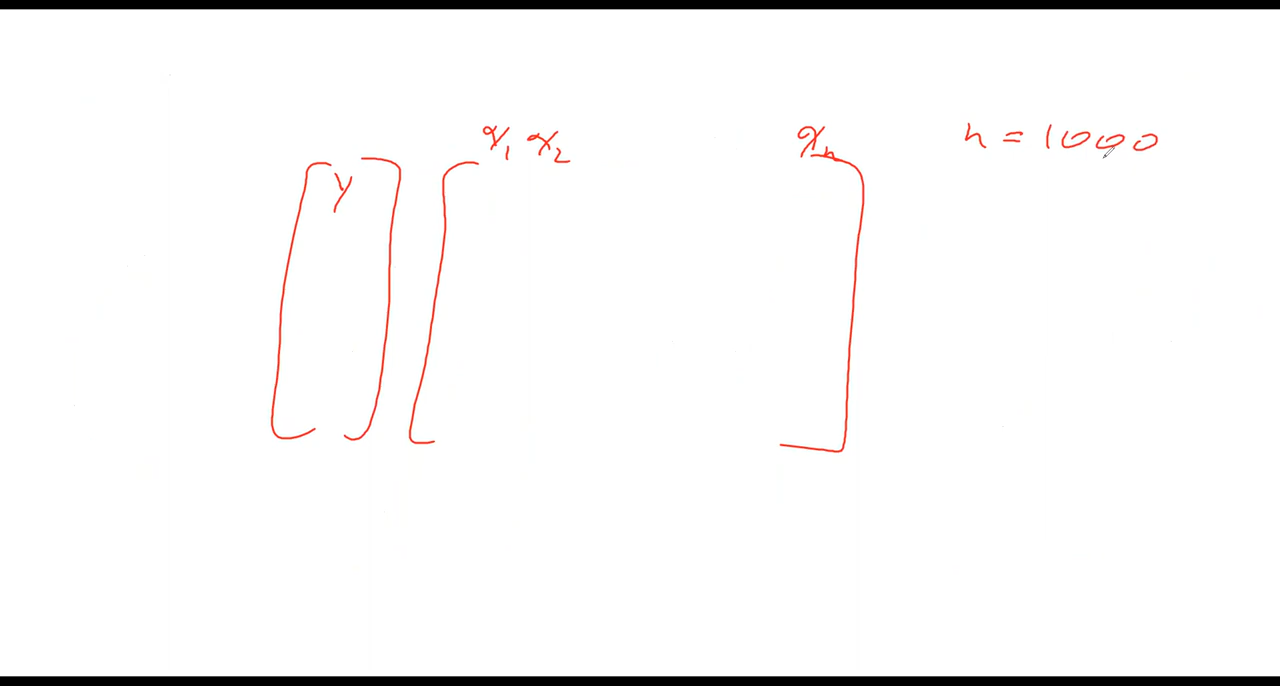 x₁ x₂ xₙ n = 1000
y